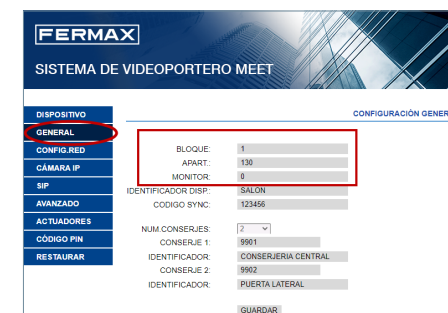 FERMAX
SISTEMA DE VIDEOPORTERO MEET
DISPOSITIVO
GENERAL
CONFIG.RED
CÁMARA IP
SIP
AVANZADO
ACTUADORES
CÓDIGO PIN
RESTAURAR
CONFIGURACIÓN GENER
BLOQUE: 1
APART.: 130
MONITOR: 0
IDENTIFICADOR DISP.: SALON
CODIGO SYNC: 123456
NUM.CONSERJES: 2
CONSERJE 1: 9901
IDENTIFICADOR: CONSERJERIA CENTRAL
CONSERJE 2: 9902
IDENTIFICADOR: PUERTA LATERAL
GUARDAR